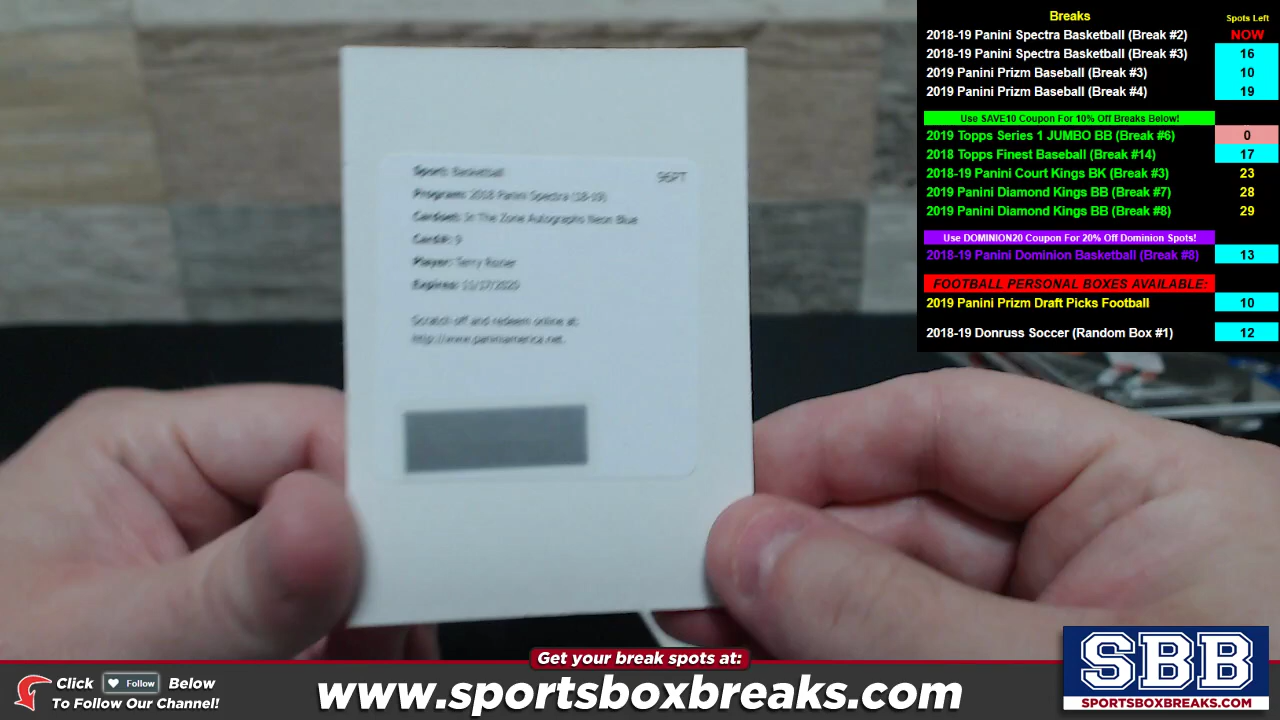 Sport: Basketball
96PT
Program: 2018 Panini Spectra (18-19)
Cardset: In The Zone Autographs Neon Blue
Card#: 9
Player: Terry Rozier
Expires: 11/17/2020
Scratch off and redeem online at:
http://www.paniniamerica.net.
Breaks Spots Left
2018-19 Panini Spectra Basketball (Break #2) NOW
2018-19 Panini Spectra Basketball (Break #3) 16
2019 Panini Prizm Baseball (Break #3) 10
2019 Panini Prizm Baseball (Break #4) 19
Use SAVE10 Coupon For 10% Off Breaks Below!
2019 Topps Series 1 JUMBO BB (Break #6) 0
2018 Topps Finest Baseball (Break #14) 17
2018-19 Panini Court Kings BK (Break #3) 23
2019 Panini Diamond Kings BB (Break #7) 28
2019 Panini Diamond Kings BB (Break #8) 29
Use DOMINION20 Coupon For 20% Off Dominion Spots!
2018-19 Panini Dominion Basketball (Break #8) 13
FOOTBALL PERSONAL BOXES AVAILABLE:
2019 Panini Prizm Draft Picks Football 10
2018-19 Donruss Soccer (Random Box #1) 12
Get your break spots at:
Click Follow Below
To Follow Our Channel!
www.sportsboxbreaks.com
SBB
SPORTSBOXBREAKS.COM